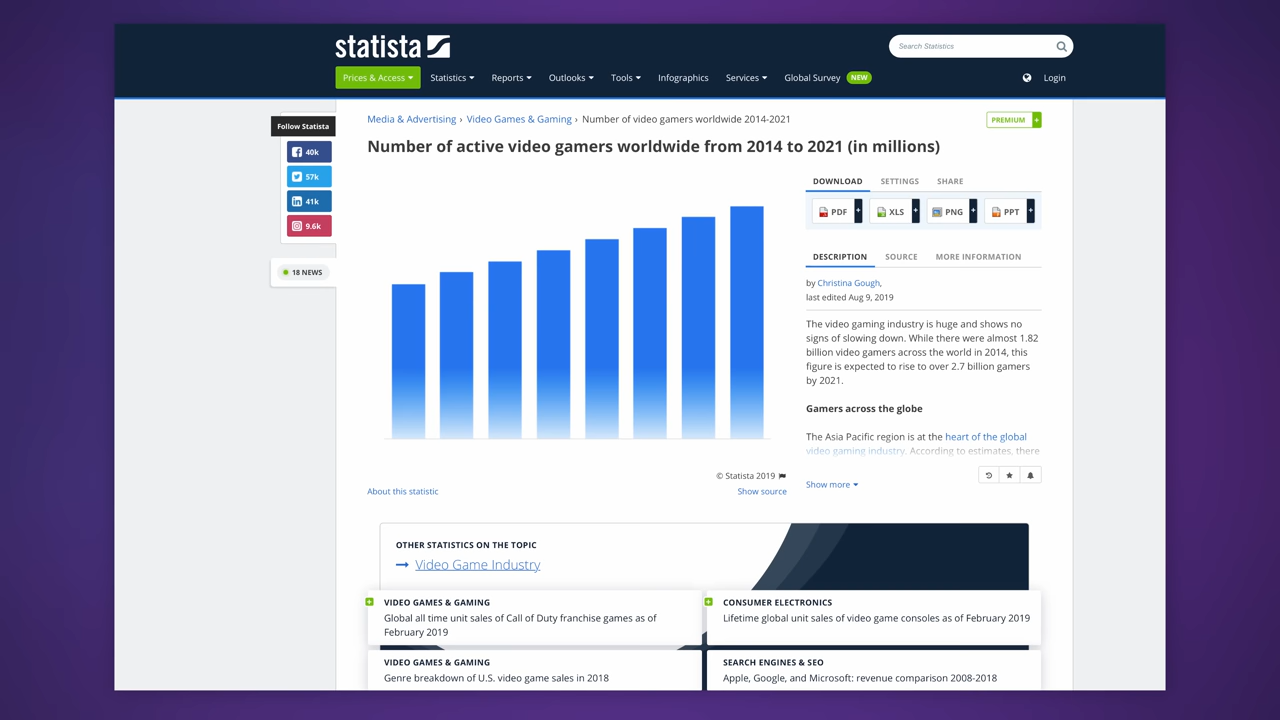 statista
Search Statistics
Prices & Access
Statistics
Reports
Outlooks
Tools
Infographics
Services
Global Survey
NEW
Login
Follow Statista
40k
57k
41k
9.6k
18 NEWS
Media & Advertising › Video Games & Gaming › Number of video gamers worldwide 2014-2021
PREMIUM +
Number of active video gamers worldwide from 2014 to 2021 (in millions)
© Statista 2019
About this statistic
Show source
DOWNLOAD
SETTINGS
SHARE
PDF +
XLS +
PNG +
PPT +
DESCRIPTION
SOURCE
MORE INFORMATION
by Christina Gough,
last edited Aug 9, 2019
The video gaming industry is huge and shows no
signs of slowing down. While there were almost 1.82
billion video gamers across the world in 2014, this
figure is expected to rise to over 2.7 billion gamers
by 2021.
Gamers across the globe
The Asia Pacific region is at the heart of the global
video gaming industry. According to estimates, there
Show more
OTHER STATISTICS ON THE TOPIC
Video Game Industry
VIDEO GAMES & GAMING
Global all time unit sales of Call of Duty franchise games as of
February 2019
CONSUMER ELECTRONICS
Lifetime global unit sales of video game consoles as of February 2019
VIDEO GAMES & GAMING
Genre breakdown of U.S. video game sales in 2018
SEARCH ENGINES & SEO
Apple, Google, and Microsoft: revenue comparison 2008-2018